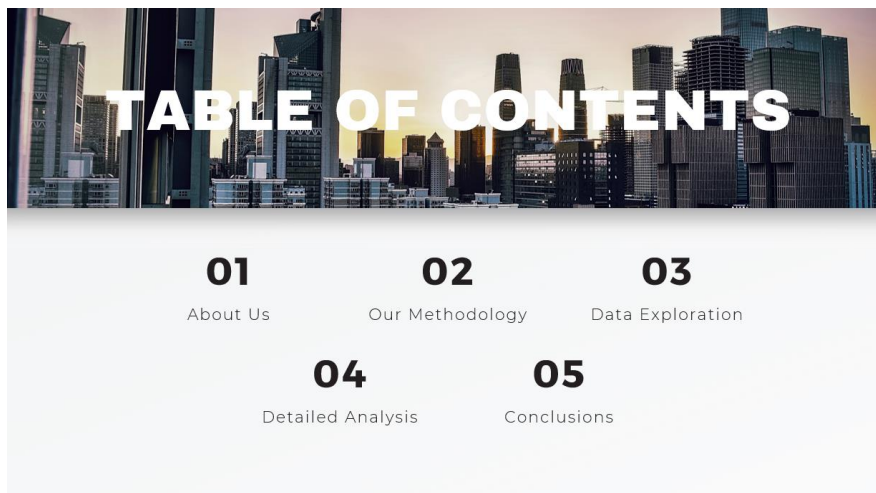 TABLE OF CONTENTS
01
About Us
02
Our Methodology
03
Data Exploration
04
Detailed Analysis
05
Conclusions